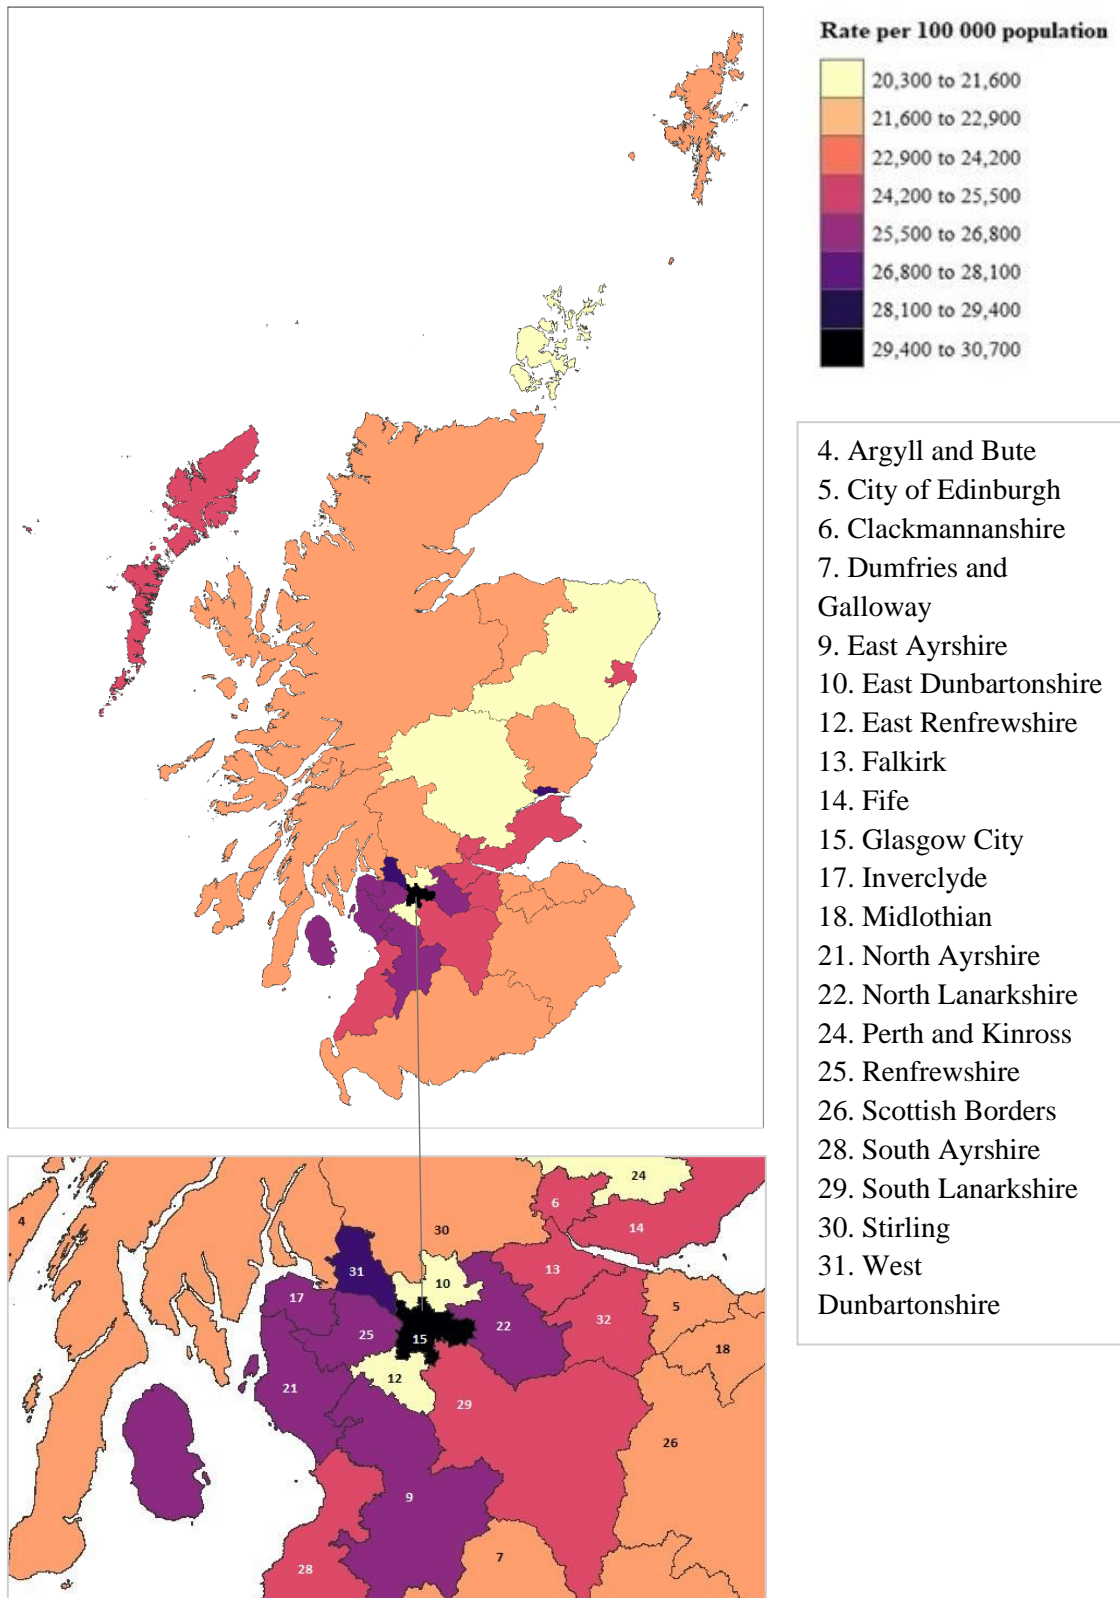 Rate per 100 000 population
20,300 to 21,600
21,600 to 22,900
22,900 to 24,200
24,200 to 25,500
25,500 to 26,800
26,800 to 28,100
28,100 to 29,400
29,400 to 30,700
4. Argyll and Bute
5. City of Edinburgh
6. Clackmannanshire
7. Dumfries and
Galloway
9. East Ayrshire
10. East Dunbartonshire
12. East Renfrewshire
13. Falkirk
14. Fife
15. Glasgow City
17. Inverclyde
18. Midlothian
21. North Ayrshire
22. North Lanarkshire
24. Perth and Kinross
25. Renfrewshire
26. Scottish Borders
28. South Ayrshire
29. South Lanarkshire
30. Stirling
31. West
Dunbartonshire
24
6
4
14
30
31
13
10
17
5
32
22
25
15
18
12
21
29
26
9
7
28